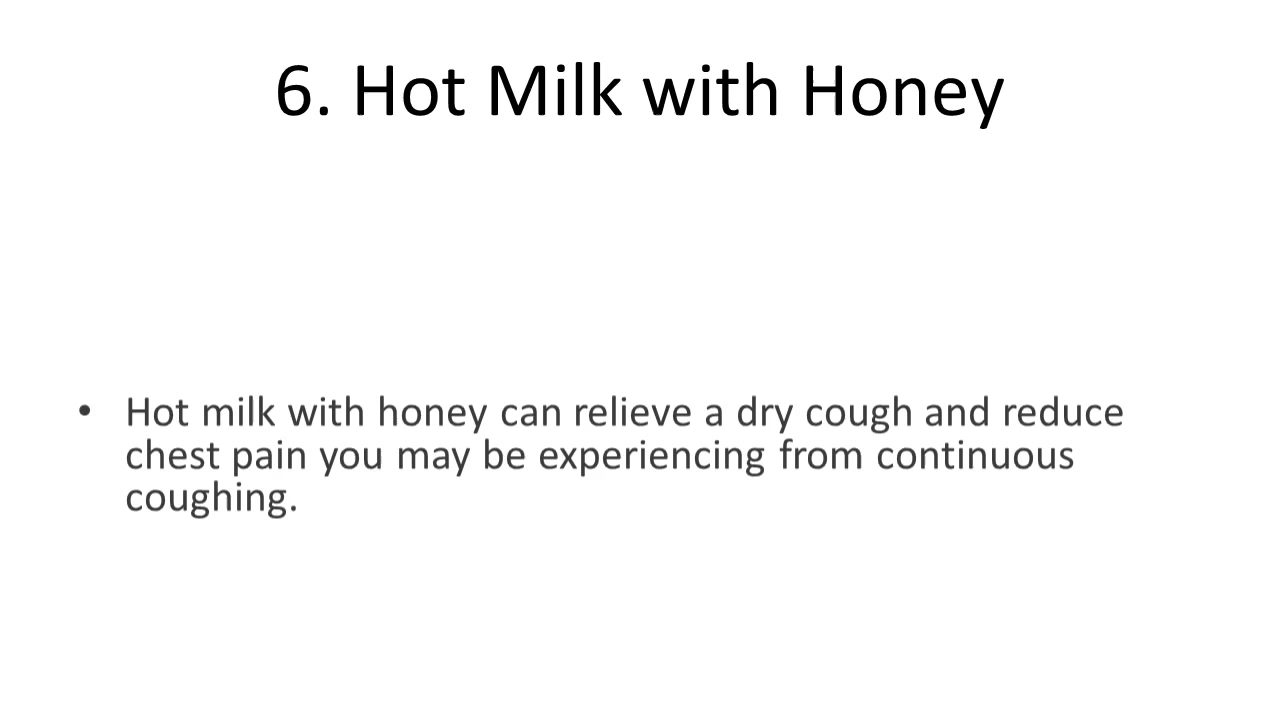 6. Hot Milk with Honey
• Hot milk with honey can relieve a dry cough and reduce
chest pain you may be experiencing from continuous
coughing.